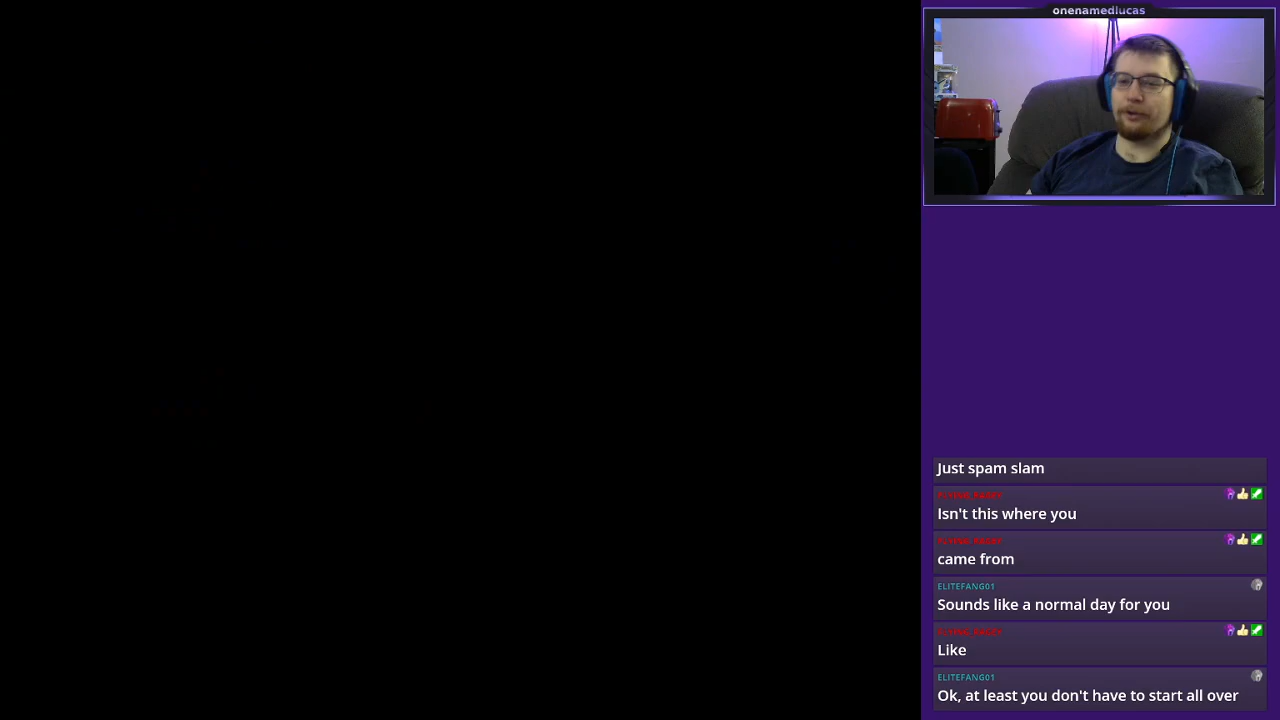 onenamedlucas
Just spam slam
Isn't this where you
came from
ELITEFANG01
Sounds like a normal day for you
Like
ELITEFANG01
Ok, at least you don't have to start all over